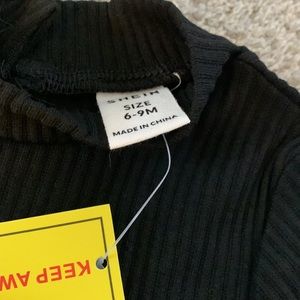 SHEIN
SIZE
6-9M
MADE IN CHINA
KEEP AW